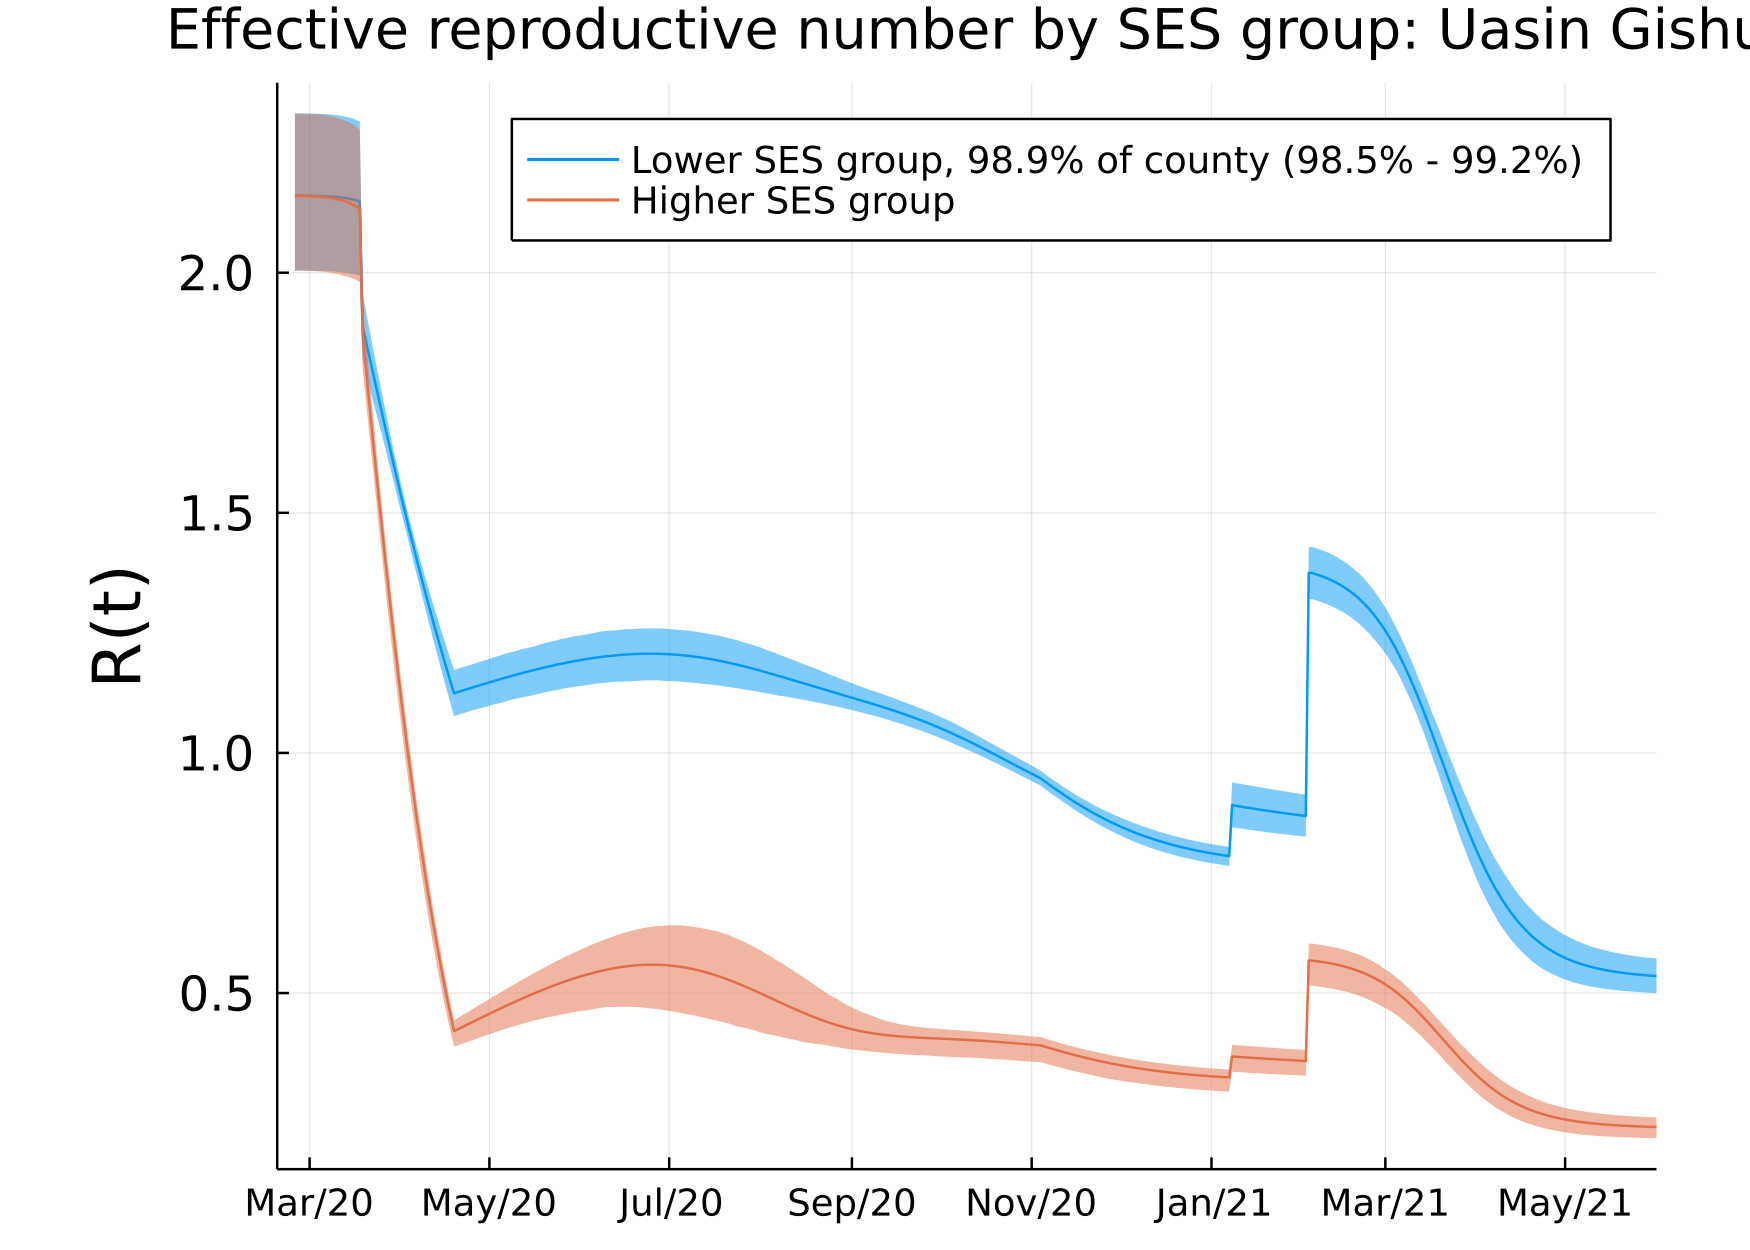 Effective reproductive number by SES group: Uasin Gishu
Lower SES group, 98.9% of county (98.5% - 99.2%)
Higher SES group
R(t)
2.0
1.5
1.0
0.5
Mar/20 May/20 Jul/20 Sep/20 Nov/20 Jan/21 Mar/21 May/21